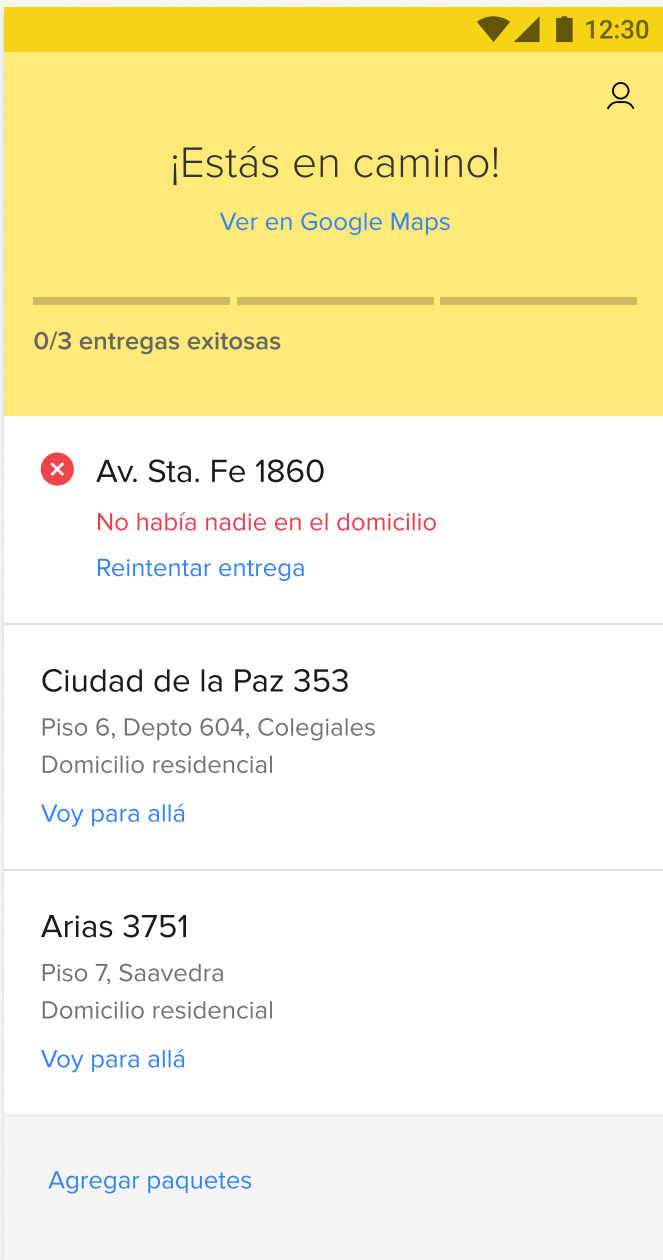 12:30
¡Estás en camino!
Ver en Google Maps
0/3 entregas exitosas
Av. Sta. Fe 1860
No había nadie en el domicilio
Reintentar entrega
Ciudad de la Paz 353
Piso 6, Depto 604, Colegiales
Domicilio residencial
Voy para allá
Arias 3751
Piso 7, Saavedra
Domicilio residencial
Voy para allá
Agregar paquetes